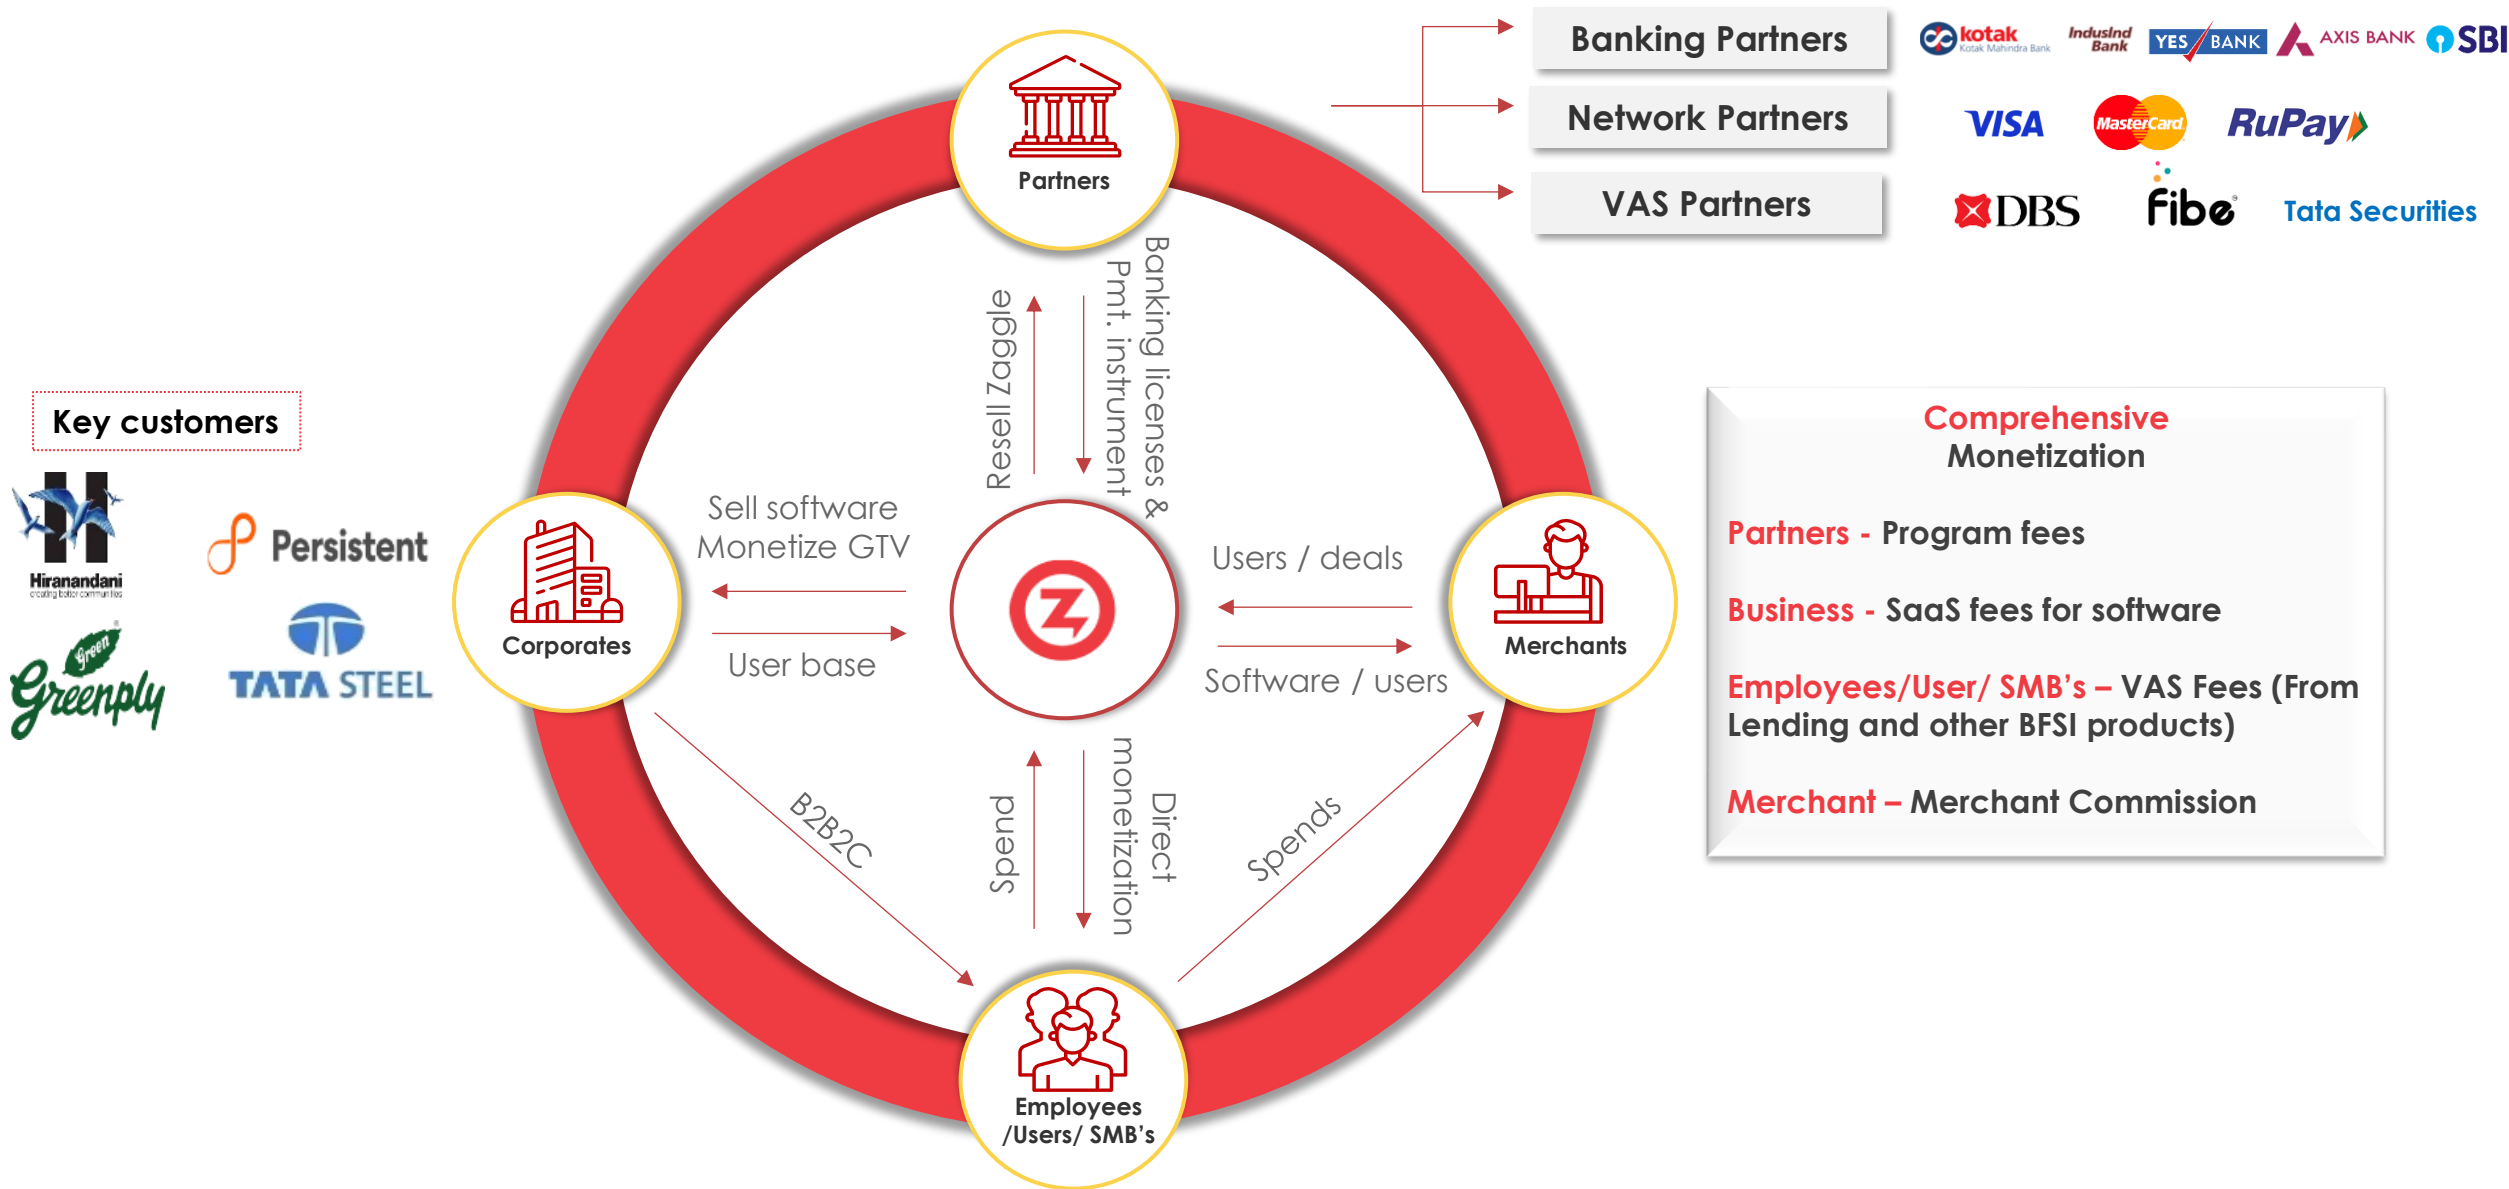 Banking Partners
kotak
Kotak Mahindra Bank
IndusInd
Bank
YES BANK
AXIS BANK
SBI
Network Partners
VISA
MasterCard
RuPay
VAS Partners
DBS
fibe
Tata Securities
Partners
Resell Zaggle
Banking licenses &
Pmt. instrument
Key customers
Hiranandani
creating better communities
Persistent
Green
Greenply
TATA STEEL
Corporates
Sell software
Monetize GTV
User base
Users / deals
Software / users
Merchants
B2B2C
Spend
Direct
monetization
Spends
Employees
/Users/ SMB's
Comprehensive
Monetization
Partners - Program fees
Business - SaaS fees for software
Employees/User/ SMB’s – VAS Fees (From
Lending and other BFSI products)
Merchant – Merchant Commission